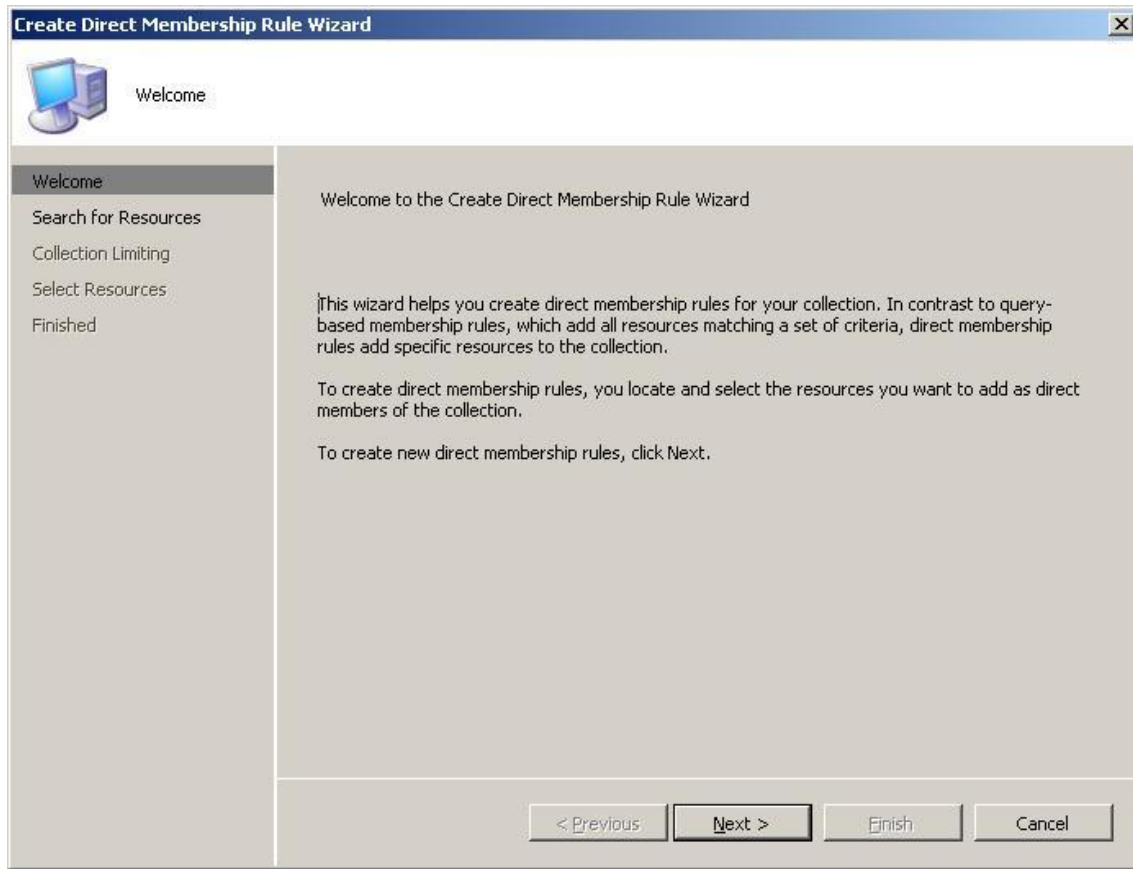 Create Direct Membership Rule Wizard
Welcome
Welcome
Search for Resources
Collection Limiting
Select Resources
Finished
Welcome to the Create Direct Membership Rule Wizard
This wizard helps you create direct membership rules for your collection. In contrast to query-
based membership rules, which add all resources matching a set of criteria, direct membership
rules add specific resources to the collection.
To create direct membership rules, you locate and select the resources you want to add as direct
members of the collection.
To create new direct membership rules, click Next.
< Previous
Next >
Finish
Cancel